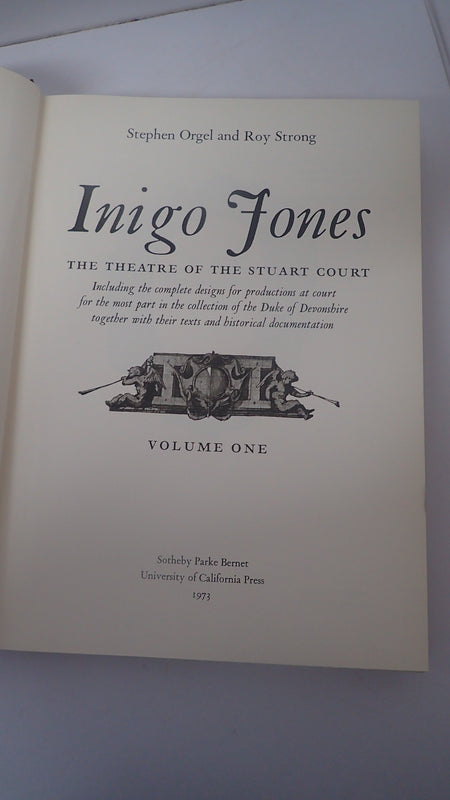 Stephen Orgel and Roy Strong
Inigo Jones
THE THEATRE OF THE STUART COURT
Including the complete designs for productions at court
for the most part in the collection of the Duke of Devonshire
together with their texts and historical documentation
VOLUME ONE
Sotheby Parke Bernet
University of California Press
1973